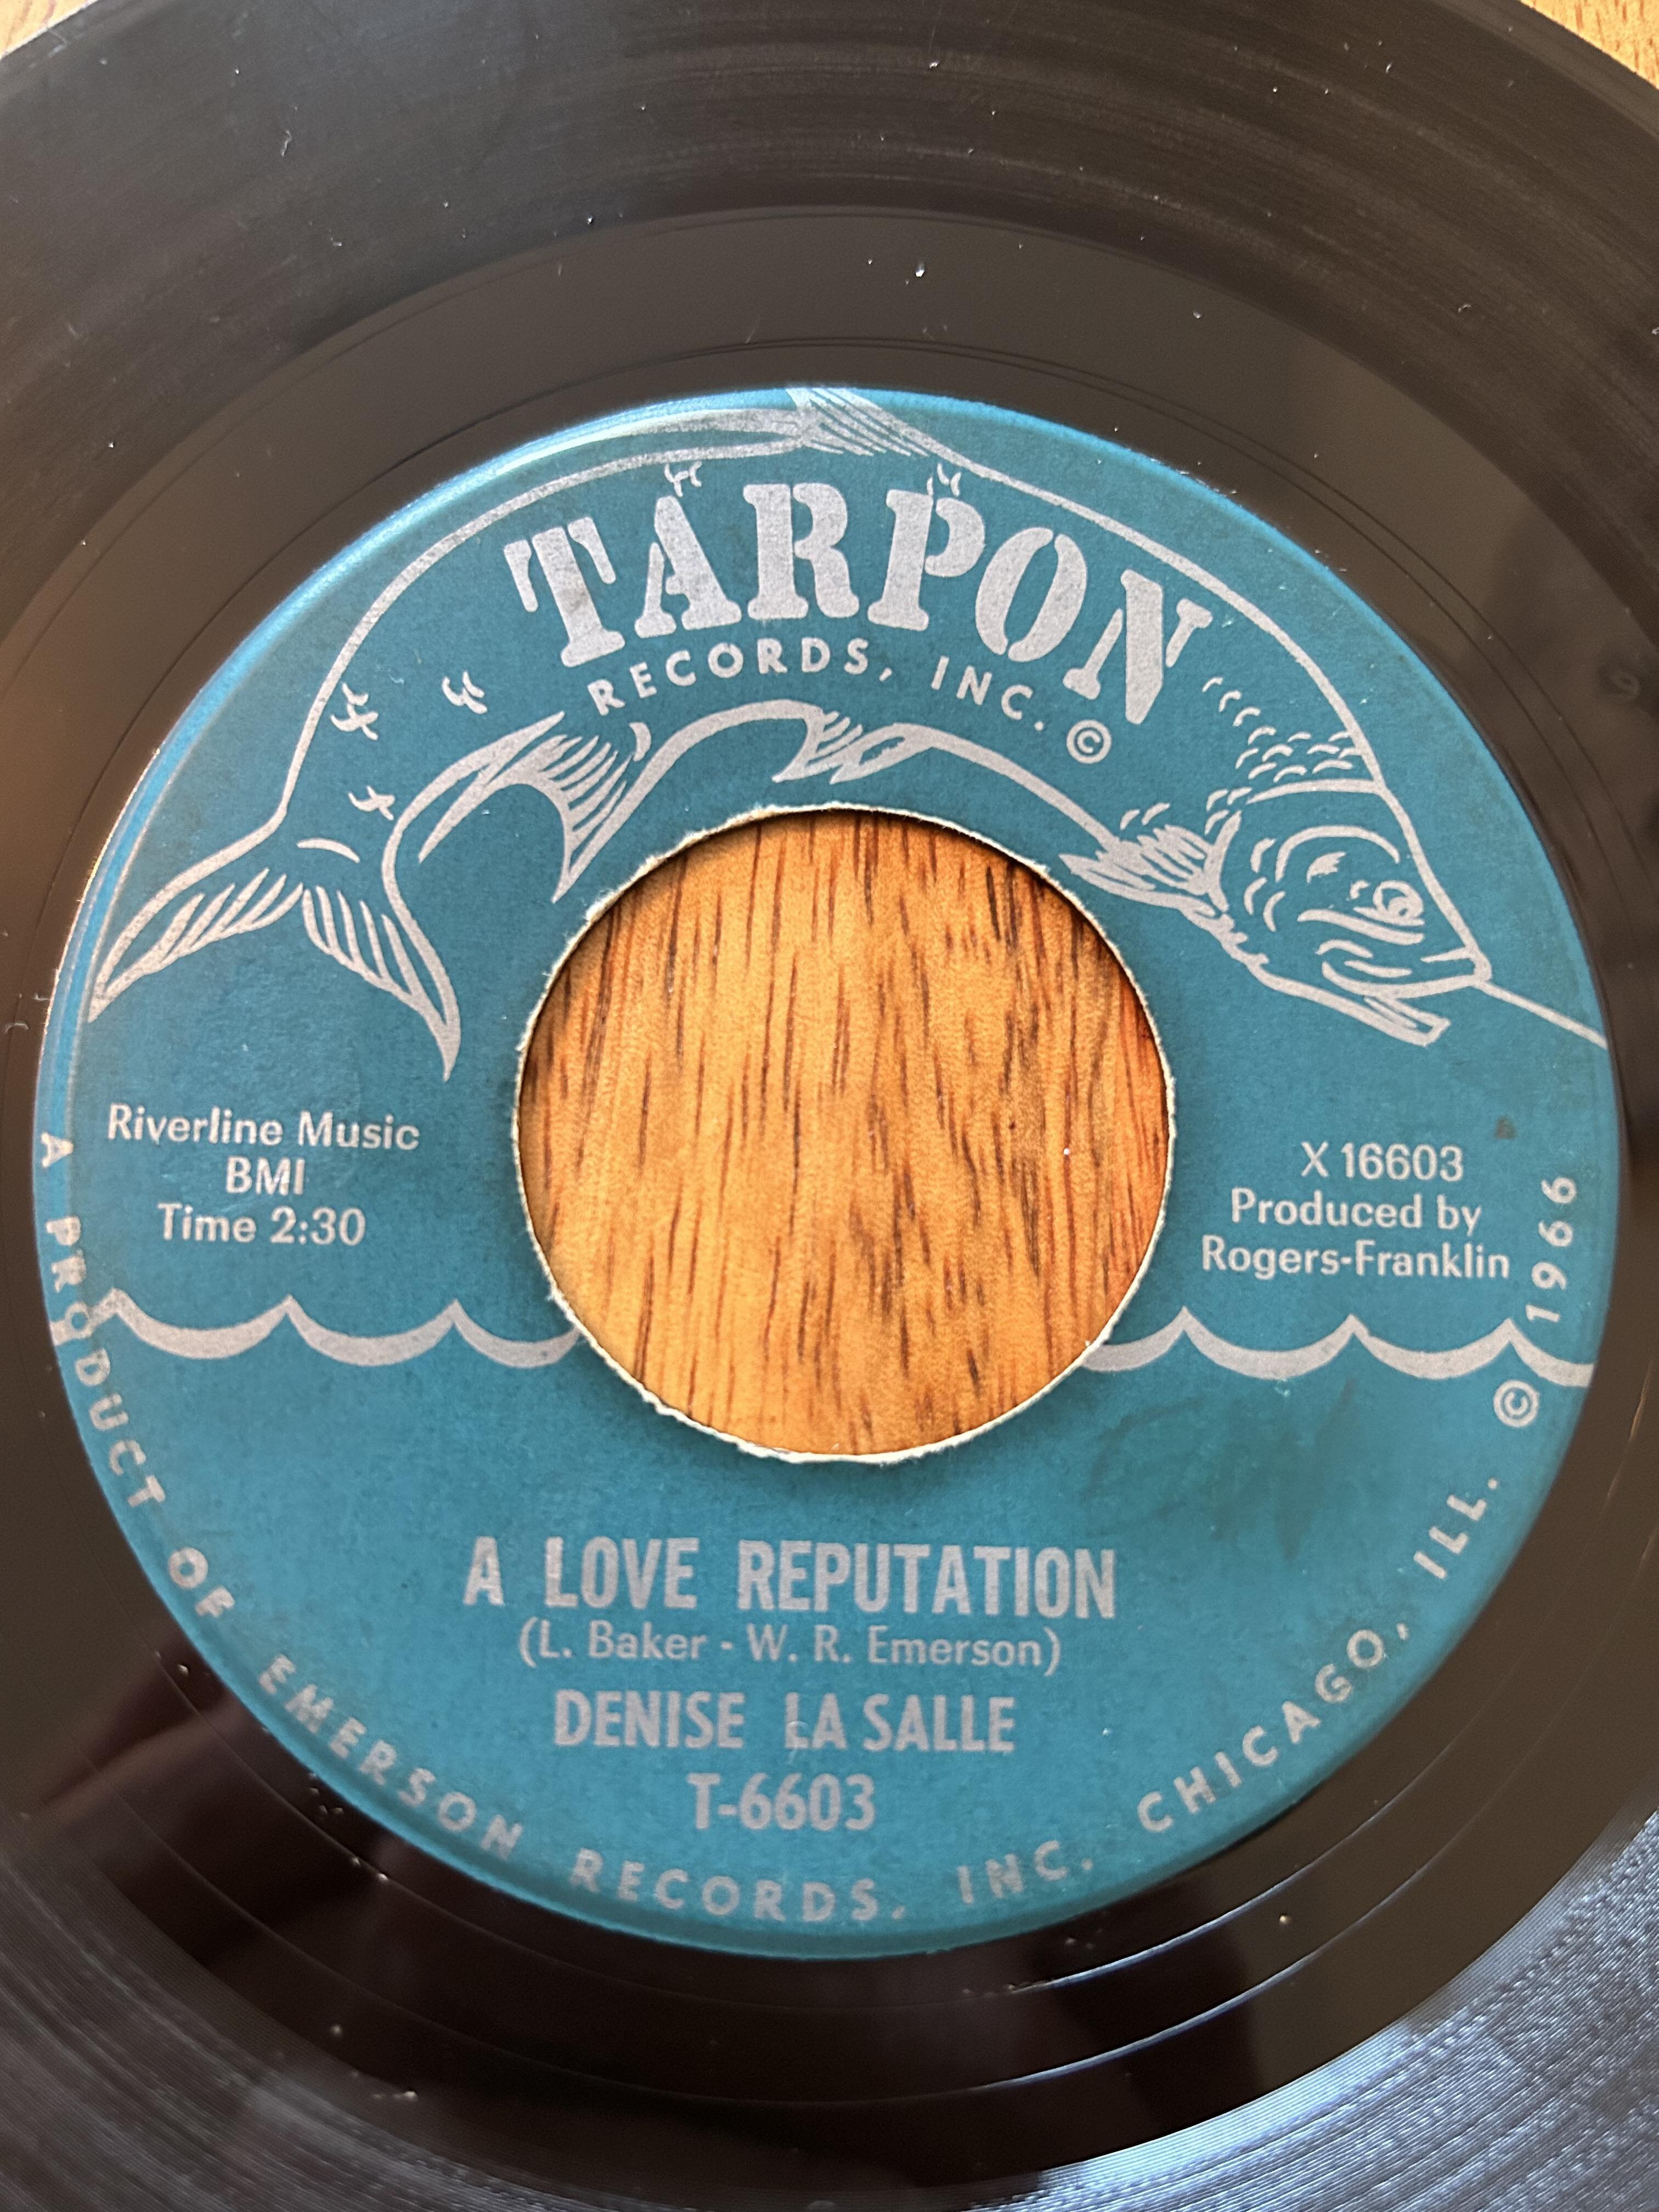 TARPON
RECORDS, INC. ©
Riverline Music
BMI
Time 2:30
X 16603
Produced by
Rogers-Franklin
A LOVE REPUTATION
(L. Baker - W. R. Emerson)
DENISE LA SALLE
T-6603
A PRODUCT OF EMERSON RECORDS, INC. CHICAGO, ILL. © 1966